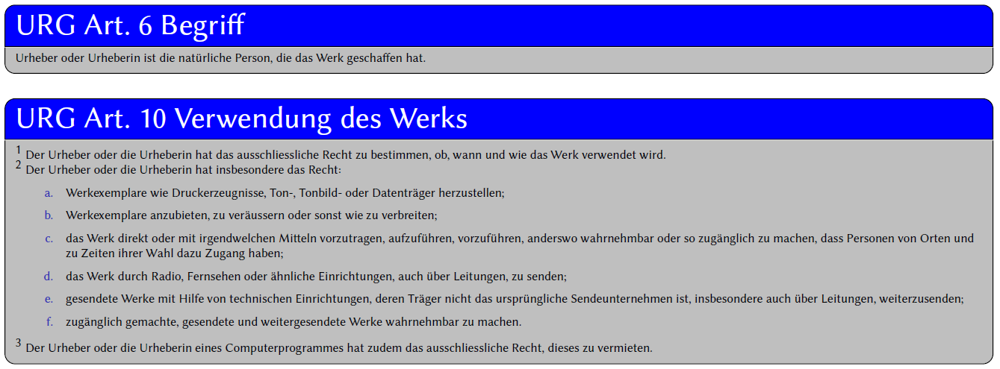 URG Art. 6 Begriff
Urheber oder Urheberin ist die natürliche Person, die das Werk geschaffen hat.
URG Art. 10 Verwendung des Werks
1 Der Urheber oder die Urheberin hat das ausschliessliche Recht zu bestimmen, ob, wann und wie das Werk verwendet wird.
2 Der Urheber oder die Urheberin hat insbesondere das Recht:
a. Werkexemplare wie Druckerzeugnisse, Ton-, Tonbild- oder Datenträger herzustellen;
b. Werkexemplare anzubieten, zu veräussern oder sonst wie zu verbreiten;
c. das Werk direkt oder mit irgendwelchen Mitteln vorzutragen, aufzuführen, vorzuführen, anderswo wahrnehmbar oder so zugänglich zu machen, dass Personen von Orten und
zu Zeiten ihrer Wahl dazu Zugang haben;
d. das Werk durch Radio, Fernsehen oder ähnliche Einrichtungen, auch über Leitungen, zu senden;
e. gesendete Werke mit Hilfe von technischen Einrichtungen, deren Träger nicht das ursprüngliche Sendeunternehmen ist, insbesondere auch über Leitungen, weiterzusenden;
f. zugänglich gemachte, gesendete und weitergesendete Werke wahrnehmbar zu machen.
3 Der Urheber oder die Urheberin eines Computerprogrammes hat zudem das ausschliessliche Recht, dieses zu vermieten.